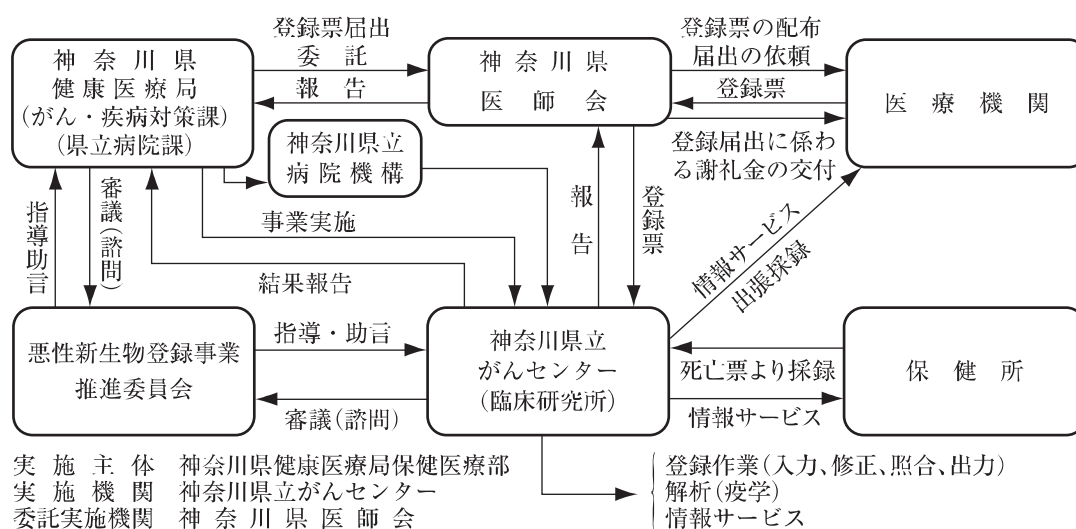 神奈川県
健康医療局
(がん・疾病対策課)
(県立病院課)
登録票届出
委託
報告
神奈川県
医師会
登録票の配布
届出の依頼
登録票
登録届出に係わ
る謝礼金の交付
医療機関
神奈川県立
病院機構
指導助言
審議(諮問)
事業実施
結果報告
報告
登録票
情報サービス
出張採録
悪性新生物登録事業
推進委員会
指導・助言
審議(諮問)
神奈川県立
がんセンター
(臨床研究所)
死亡票より採録
情報サービス
保健所
実施主体 神奈川県健康医療局保健医療部
実施機関 神奈川県立がんセンター
委託実施機関 神奈川県医師会
登録作業(入力、修正、照合、出力)
解析(疫学)
情報サービス